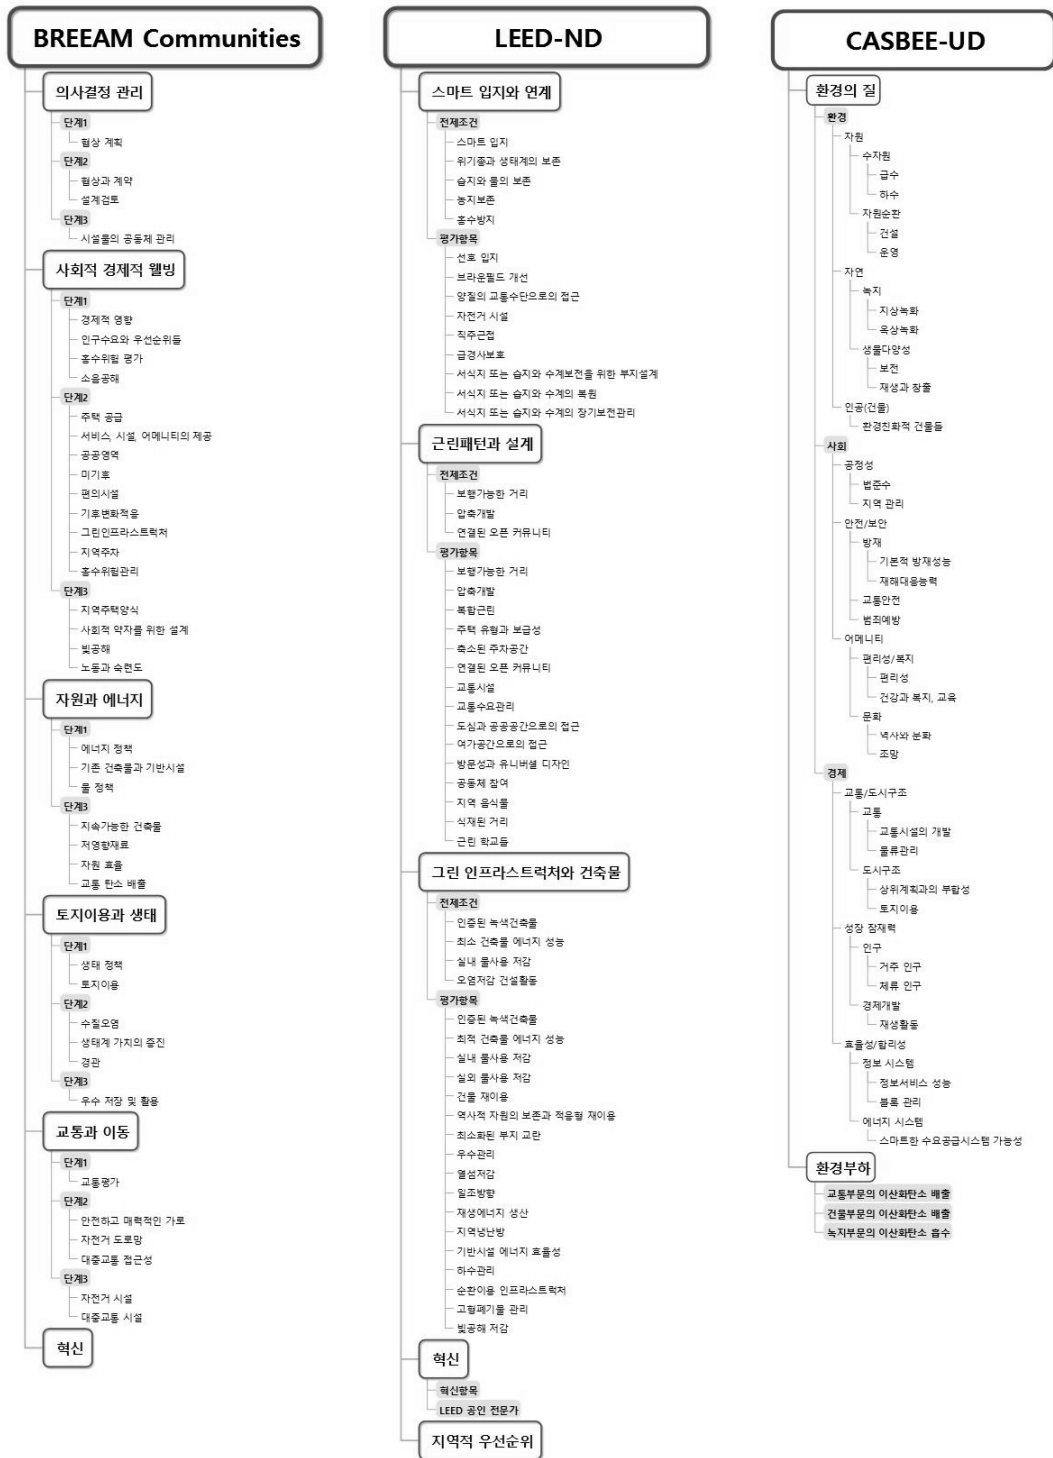 BREEAM Communities
의사결정 관리
단계1
협상 계획
단계2
협상과 계약
설계검토
단계3
시설물의 공동체 관리
사회적 경제적 웰빙
단계1
경제적 영향
인구수요와 우선순위들
홍수위험 평가
소음공해
단계2
주택 공급
서비스, 시설, 어메니티의 제공
공공영역
미기후
편의시설
기후변화적응
그린인프라스트럭처
지역주차
홍수위험관리
단계3
지역주택양식
사회적 약자를 위한 설계
빛공해
노동과 숙련도
자원과 에너지
단계1
에너지 정책
기존 건축물과 기반시설
물 정책
단계3
지속가능한 건축물
저영향재료
자원 효율
교통 탄소 배출
토지이용과 생태
단계1
생태 정책
토지이용
단계2
수질오염
생태계 가치의 증진
경관
단계3
우수 저장 및 활용
교통과 이동
단계1
교통평가
단계2
안전하고 매력적인 가로
자전거 도로망
대중교통 접근성
단계3
자전거 시설
대중교통 시설
혁신
LEED-ND
스마트 입지와 연계
전제조건
스마트 입지
위기종과 생태계의 보존
습지와 물의 보존
농지보존
홍수방지
평가항목
선호 입지
브라운필드 개선
양질의 교통수단으로의 접근
자전거 시설
직주근접
급경사보호
서식지 또는 습지와 수계보전을 위한 부지설계
서식지 또는 습지와 수계의 복원
서식지 또는 습지와 수계의 장기보전관리
근린패턴과 설계
전제조건
보행가능한 거리
압축개발
연결된 오픈 커뮤니티
평가항목
보행가능한 거리
압축개발
복합근린
주택 유형과 보급성
축소된 주차공간
연결된 오픈 커뮤니티
교통시설
교통수요관리
도심과 공공공간으로의 접근
여가공간으로의 접근
방문성과 유니버셜 디자인
공동체 참여
지역 음식물
식재된 거리
근린 학교들
그린 인프라스트럭처와 건축물
전제조건
인증된 녹색건축물
최소 건축물 에너지 성능
실내 물사용 저감
오염저감 건설활동
평가항목
인증된 녹색건축물
최적 건축물 에너지 성능
실내 물사용 저감
실외 물사용 저감
건물 재이용
역사적 자원의 보존과 적응형 재이용
최소화된 부지 교란
우수관리
열섬저감
일조방향
재생에너지 생산
지역냉난방
기반시설 에너지 효율성
하수관리
순환이용 인프라스트럭처
고형폐기물 관리
빛공해 저감
혁신
혁신항목
LEED 공인 전문가
지역적 우선순위
CASBEE-UD
환경의 질
환경
자원
수자원
급수
하수
자원순환
건설
운영
자연
녹지
지상녹화
옥상녹화
생물다양성
보전
재생과 창출
인공(건물)
환경친화적 건물들
사회
공정성
법준수
지역 관리
안전/보안
방재
기본적 방재성능
재해대응능력
교통안전
범죄예방
어메니티
편리성/복지
편리성
건강과 복지, 교육
문화
역사와 문화
조망
경제
교통/도시구조
교통
교통시설의 개발
물류관리
도시구조
상위계획과의 부합성
토지이용
성장 잠재력
인구
거주 인구
체류 인구
경제개발
재생활동
효율성/합리성
정보 시스템
정보서비스 성능
블록 관리
에너지 시스템
스마트한 수요공급시스템 가능성
환경부하
교통부문의 이산화탄소 배출
건물부문의 이산화탄소 배출
녹지부문의 이산화탄소 흡수